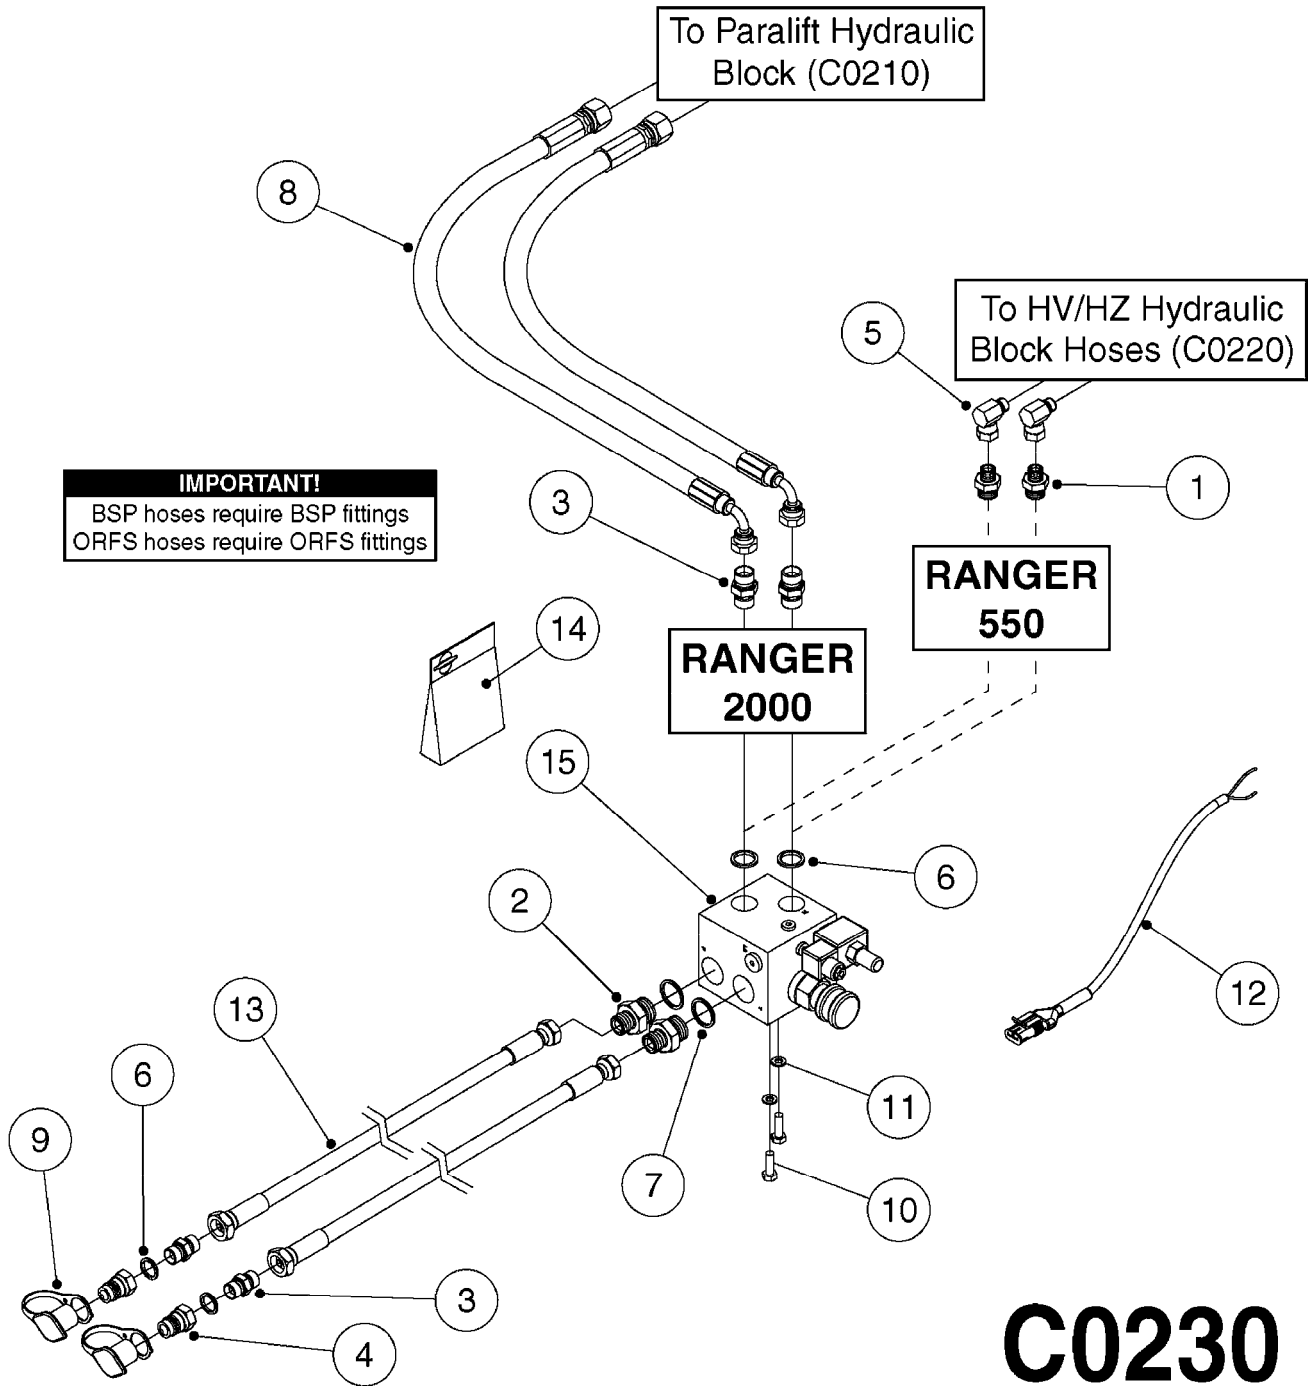 To Paralift Hydraulic
Block (C0210)
8
To HV/HZ Hydraulic
Block Hoses (C0220)
5
IMPORTANT!
BSP hoses require BSP fittings
ORFS hoses require ORFS fittings
3
1
RANGER
550
14
RANGER
2000
15
6
2
12
13
6
11
9
7
10
3
4
C0230